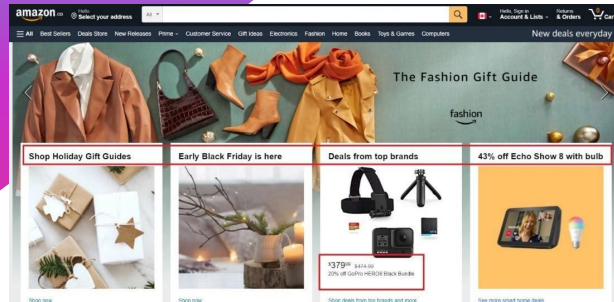 amazon.ca
Hello
Select your address
All
Hello, Sign in
Account & Lists
Returns
& Orders
0
Car
All Best Sellers Deals Store New Releases Prime Customer Service Gift Ideas Electronics Fashion Home Books Toys & Games Computers
New deals everyday
The Fashion Gift Guide
fashion
Shop Holiday Gift Guides
Early Black Friday is here
Deals from top brands
43% off Echo Show 8 with bulb
$379.99 $474.99
20% off GoPro HERO8 Black Bundle
Shop now
Shop now
Shop deals from top brands and more
See more smart home deals